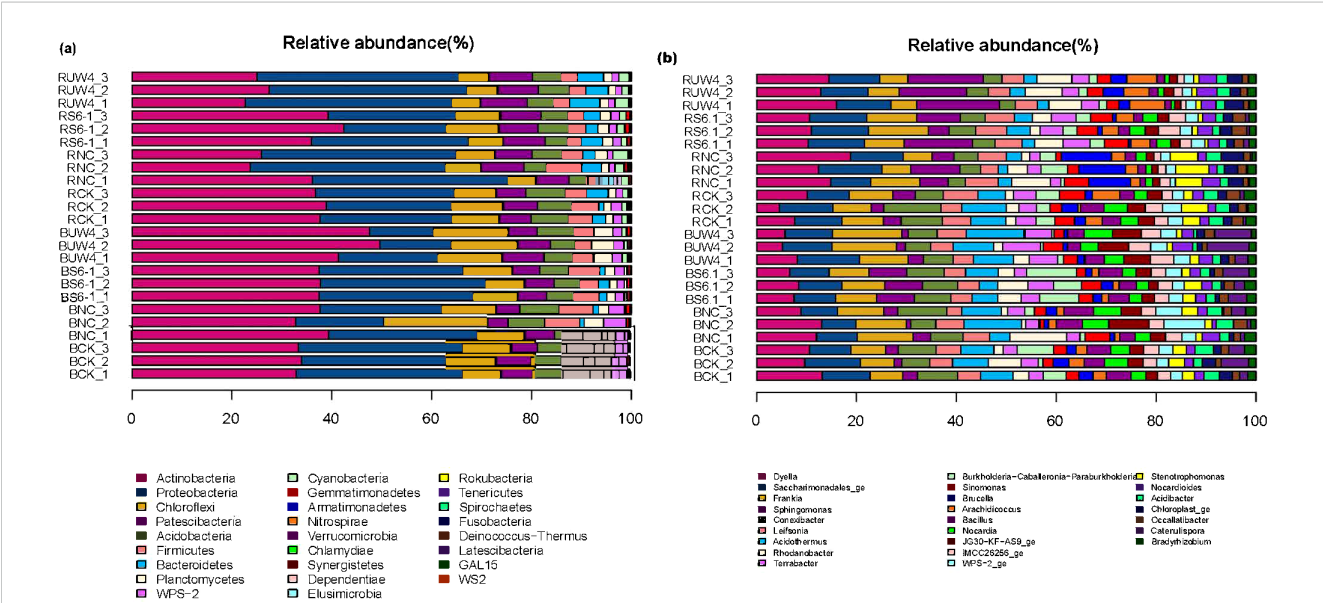 (a)
Relative abundance(%)
RUW4_3
RUW4_2
RUW4_1
RS6-1_3
RS6-1_2
RS6-1_1
RNC_3
RNC_2
RNC_1
RCK_3
RCK_2
RCK_1
BUW4_3
BUW4_2
BUW4_1
BS6-1_3
BS6-1_2
BS6-1_1
BNC_3
BNC_2
BNC_1
BCK_3
BCK_2
BCK_1
0 20 40 60 80 100
Actinobacteria
Proteobacteria
Chloroflexi
Patescibacteria
Acidobacteria
Firmicutes
Bacteroidetes
Planctomycetes
WPS-2
Cyanobacteria
Gemmatimonadetes
Armatimonadetes
Nitrospirae
Verrucomicrobia
Chlamydiae
Synergistetes
Dependentiae
Elusimicrobia
Rokubacteria
Tenericutes
Spirochaetes
Fusobacteria
Deinococcus-Thermus
Latescibacteria
GAL15
WS2
(b)
Relative abundance(%)
RUW4_3
RUW4_2
RUW4_1
RS6.1_3
RS6.1_2
RS6.1_1
RNC_3
RNC_2
RNC_1
RCK_3
RCK_2
RCK_1
BUW4_3
BUW4_2
BUW4_1
BS6.1_3
BS6.1_2
BS6.1_1
BNC_3
BNC_2
BNC_1
BCK_3
BCK_2
BCK_1
0 20 40 60 80 100
Dyella
Saccharimonadales_ge
Frankia
Sphingomonas
Conexibacter
Leifsonia
Acidothermus
Rhodanobacter
Terrabacter
Burkholderia-Caballeronia-Paraburkholderia
Sinomonas
Brucella
Arachidicoccus
Bacillus
Nocardia
JG30-KF-AS9_ge
IMCC26256_ge
WPS-2_ge
Stenotrophomonas
Nocardioides
Acidibacter
Chloroplast_ge
Occallatibacter
Catenulispora
Bradyrhizobium